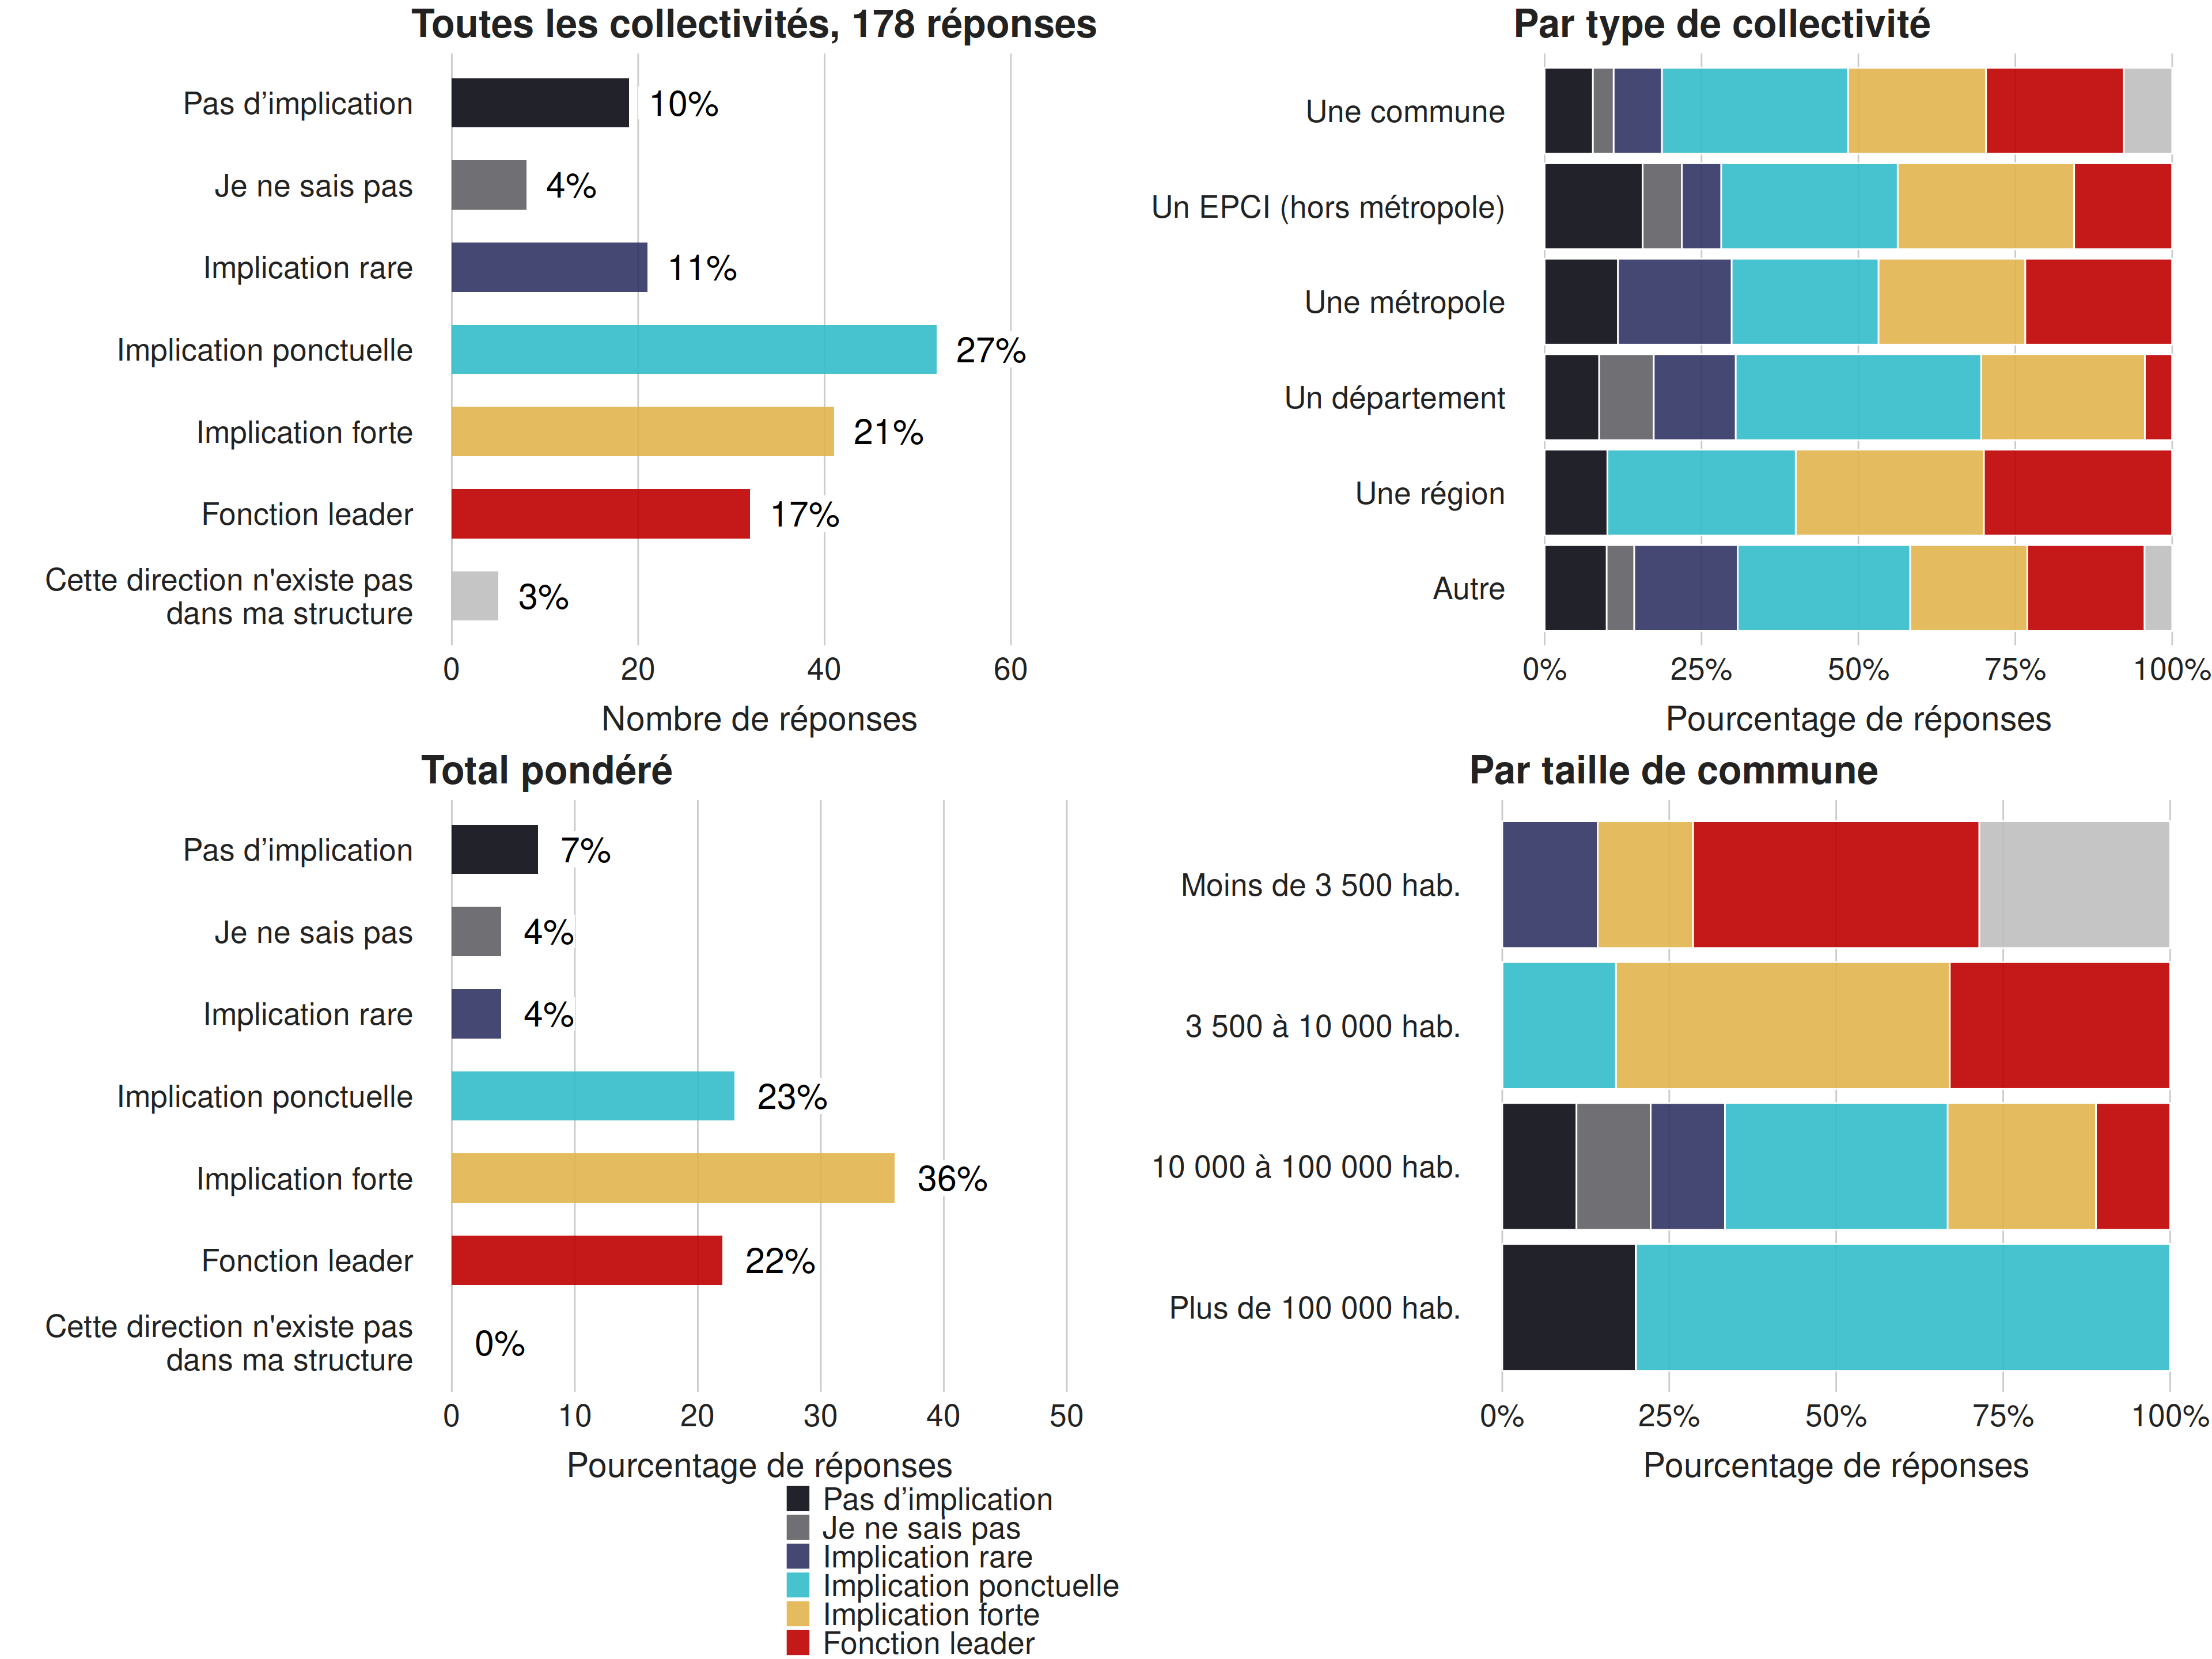 Toutes les collectivités, 178 réponses
Pas d’implication
10%
Je ne sais pas
4%
Implication rare
11%
Implication ponctuelle
27%
Implication forte
21%
Fonction leader
17%
Cette direction n'existe pas
dans ma structure
3%
0 20 40 60
Nombre de réponses
Par type de collectivité
Une commune
Un EPCI (hors métropole)
Une métropole
Un département
Une région
Autre
0% 25% 50% 75% 100%
Pourcentage de réponses
Total pondéré
Pas d’implication
7%
Je ne sais pas
4%
Implication rare
4%
Implication ponctuelle
23%
Implication forte
36%
Fonction leader
22%
Cette direction n'existe pas
dans ma structure
0%
0 10 20 30 40 50
Pourcentage de réponses
Par taille de commune
Moins de 3 500 hab.
3 500 à 10 000 hab.
10 000 à 100 000 hab.
Plus de 100 000 hab.
0% 25% 50% 75% 100%
Pourcentage de réponses
Pas d’implication
Je ne sais pas
Implication rare
Implication ponctuelle
Implication forte
Fonction leader